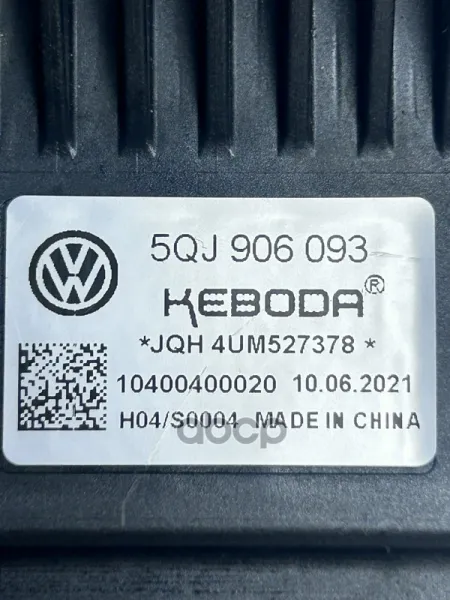 5QJ 906 093
KEBODA®
*JQH 4UM527378 *
10400400020 10.06.2021
H04/S0004 MADE IN CHINA